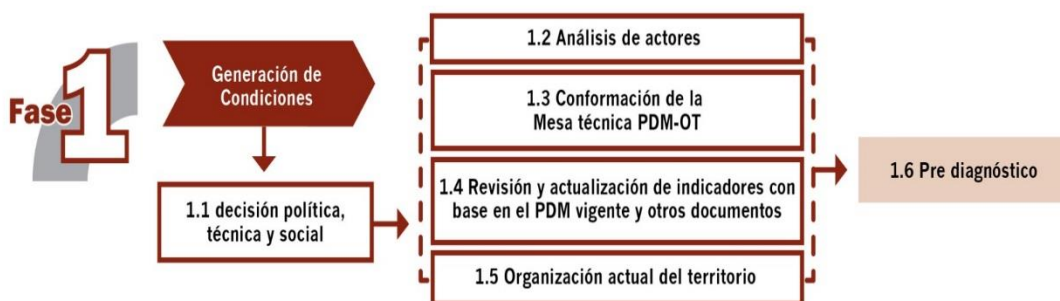 Fase 1
Generación de
Condiciones
1.1 decisión política,
técnica y social
1.2 Análisis de actores
1.3 Conformación de la
Mesa técnica PDM-OT
1.4 Revisión y actualización de indicadores con
base en el PDM vigente y otros documentos
1.5 Organización actual del territorio
1.6 Pre diagnóstico